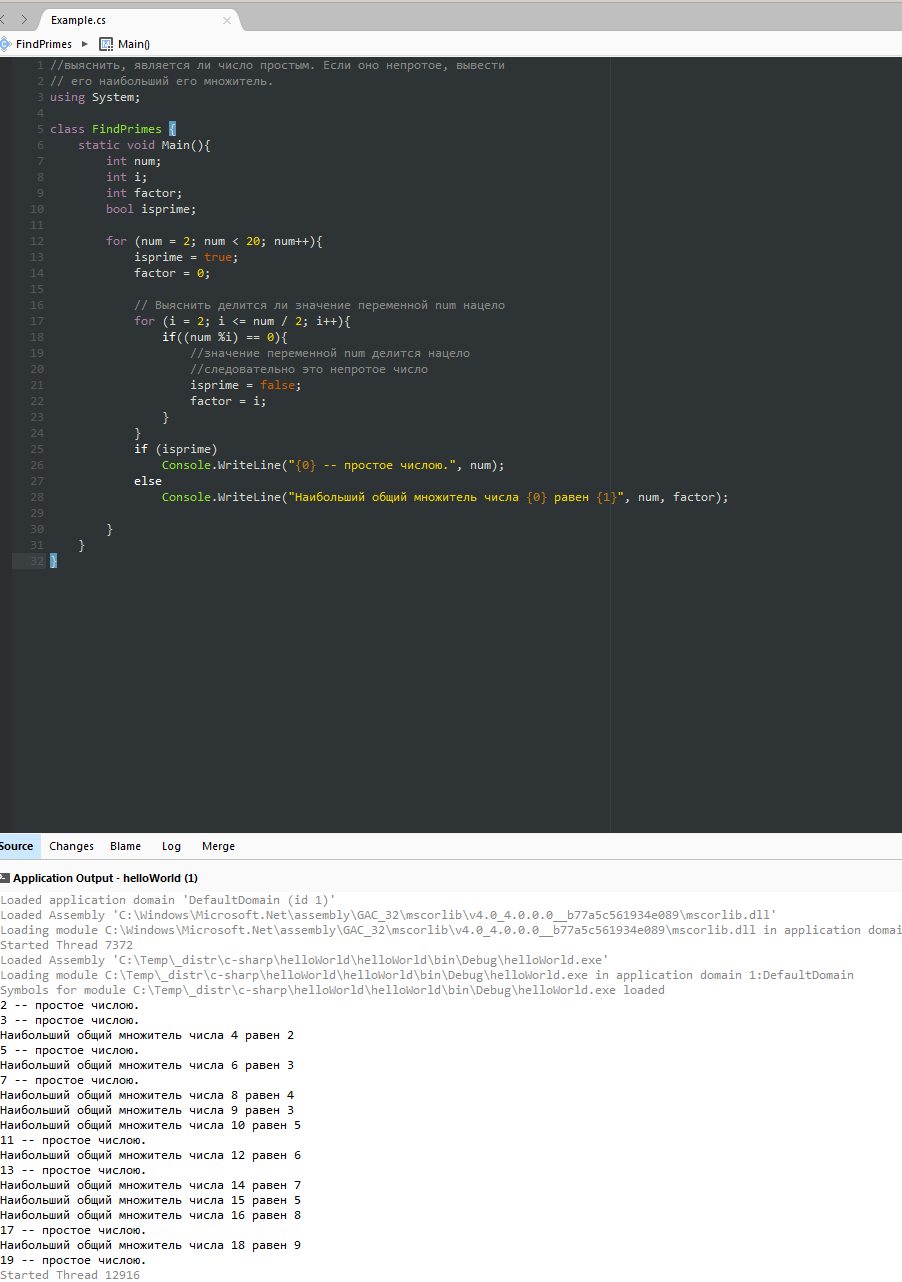 Example.cs
FindPrimes ▸ Main()
1 //выяснить, является ли число простым. Если оно непротое, вывести
2 // его наибольший его множитель.
3 using System;
4
5 class FindPrimes {
6     static void Main(){
7         int num;
8         int i;
9         int factor;
10         bool isprime;
11
12         for (num = 2; num < 20; num++){
13             isprime = true;
14             factor = 0;
15
16             // Выяснить делится ли значение переменной num нацело
17             for (i = 2; i <= num / 2; i++){
18                 if((num %i) == 0){
19                     //значение переменной num делится нацело
20                     //следовательно это непротое число
21                     isprime = false;
22                     factor = i;
23                 }
24             }
25             if (isprime)
26                 Console.WriteLine("{0} -- простое числою.", num);
27             else
28                 Console.WriteLine("Наибольший общий множитель числа {0} равен {1}", num, factor);
29
30         }
31     }
32 }
Source Changes Blame Log Merge
Application Output - helloWorld (1)
Loaded application domain 'DefaultDomain (id 1)'
Loaded Assembly 'C:\Windows\Microsoft.Net\assembly\GAC_32\mscorlib\v4.0_4.0.0.0__b77a5c561934e089\mscorlib.dll'
Loading module C:\Windows\Microsoft.Net\assembly\GAC_32\mscorlib\v4.0_4.0.0.0__b77a5c561934e089\mscorlib.dll in application domai
Started Thread 7372
Loaded Assembly 'C:\Temp\_distr\c-sharp\helloWorld\helloWorld\bin\Debug\helloWorld.exe'
Loading module C:\Temp\_distr\c-sharp\helloWorld\helloWorld\bin\Debug\helloWorld.exe in application domain 1:DefaultDomain
Symbols for module C:\Temp\_distr\c-sharp\helloWorld\helloWorld\bin\Debug\helloWorld.exe loaded
2 -- простое числою.
3 -- простое числою.
Наибольший общий множитель числа 4 равен 2
5 -- простое числою.
Наибольший общий множитель числа 6 равен 3
7 -- простое числою.
Наибольший общий множитель числа 8 равен 4
Наибольший общий множитель числа 9 равен 3
Наибольший общий множитель числа 10 равен 5
11 -- простое числою.
Наибольший общий множитель числа 12 равен 6
13 -- простое числою.
Наибольший общий множитель числа 14 равен 7
Наибольший общий множитель числа 15 равен 5
Наибольший общий множитель числа 16 равен 8
17 -- простое числою.
Наибольший общий множитель числа 18 равен 9
19 -- простое числою.
Started Thread 12916